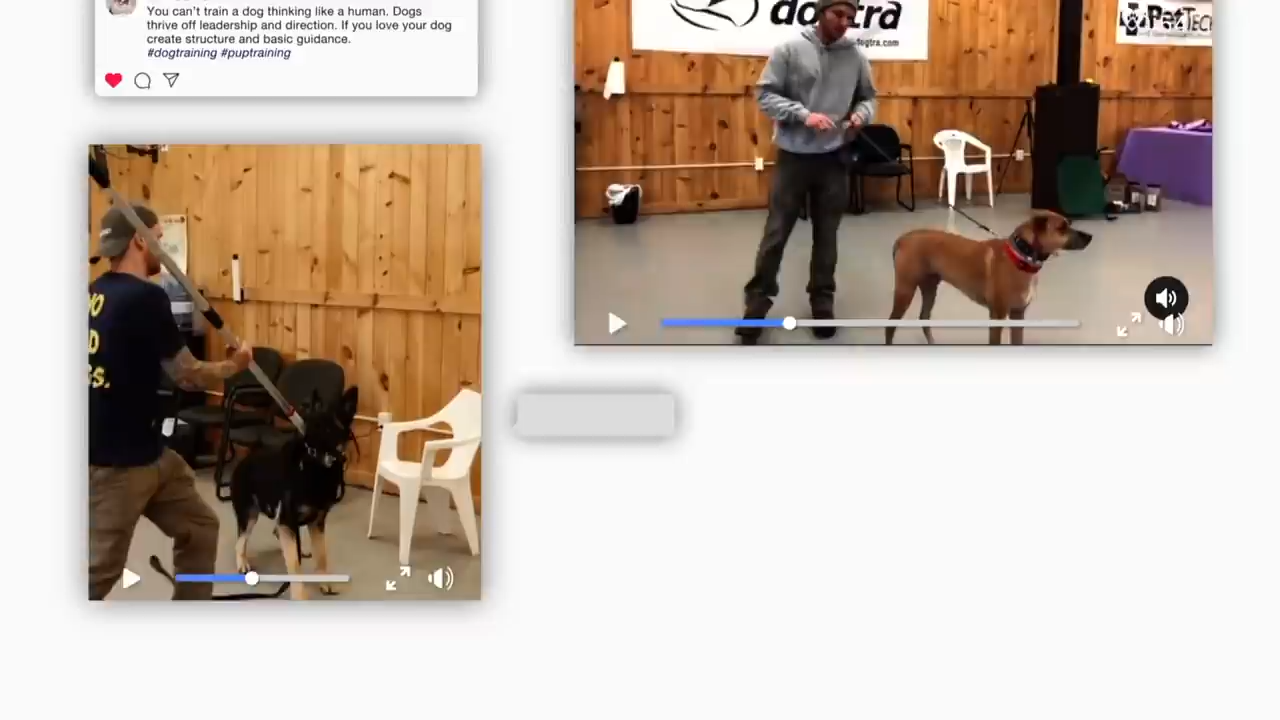 You can't train a dog thinking like a human. Dogs
thrive off leadership and direction. If you love your dog
create structure and basic guidance.
#dogtraining #puptraining
dogtra
dogtra.com
PetTech